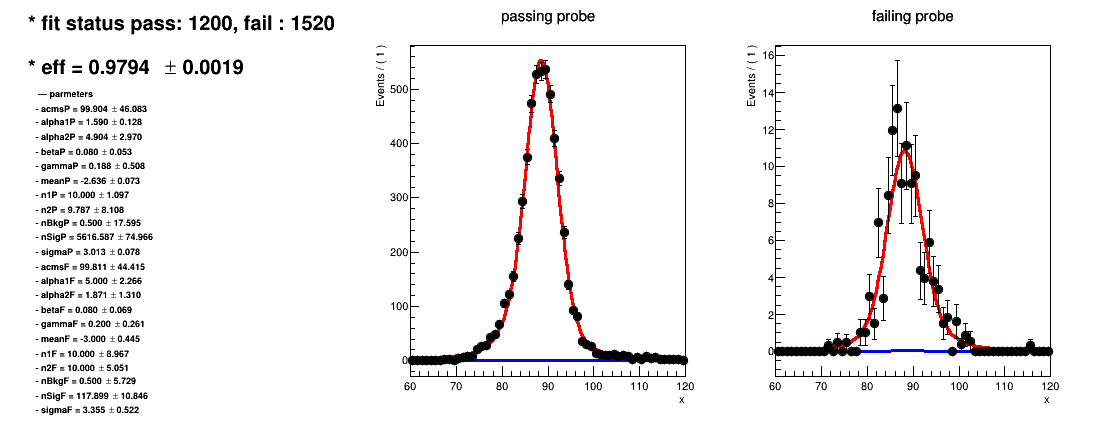 * fit status pass: 1200, fail : 1520
* eff = 0.9794 ± 0.0019
--- parmeters
- acmsP = 99.904 ± 46.083
- alpha1P = 1.590 ± 0.128
- alpha2P = 4.904 ± 2.970
- betaP = 0.080 ± 0.053
- gammaP = 0.188 ± 0.508
- meanP = -2.636 ± 0.073
- n1P = 10.000 ± 1.097
- n2P = 9.787 ± 8.108
- nBkgP = 0.500 ± 17.595
- nSigP = 5616.587 ± 74.966
- sigmaP = 3.013 ± 0.078
- acmsF = 99.811 ± 44.415
- alpha1F = 5.000 ± 2.266
- alpha2F = 1.871 ± 1.310
- betaF = 0.080 ± 0.069
- gammaF = 0.200 ± 0.261
- meanF = -3.000 ± 0.445
- n1F = 10.000 ± 8.967
- n2F = 10.000 ± 5.051
- nBkgF = 0.500 ± 5.729
- nSigF = 117.899 ± 10.846
- sigmaF = 3.355 ± 0.522
passing probe
Events / ( 1 )
500
400
300
200
100
0
60 70 80 90 100 110 120
x
failing probe
Events / ( 1 )
16
14
12
10
8
6
4
2
0
60 70 80 90 100 110 120
x